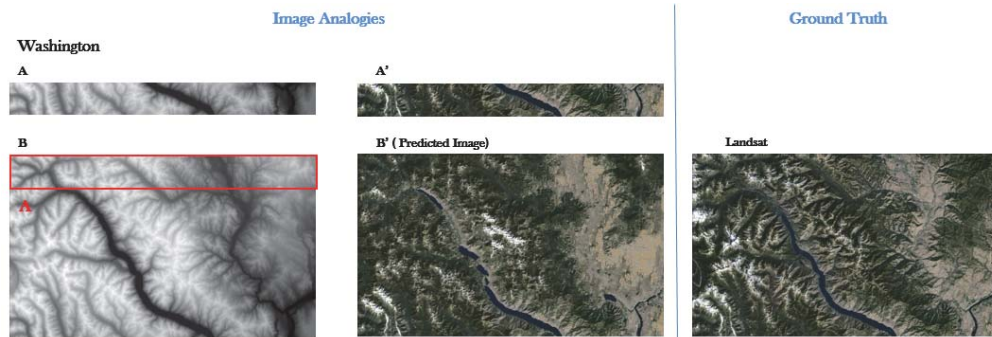 Image Analogies
Ground Truth
Washington
A
A'
B
B' ( Predicted Image)
Landsat
A